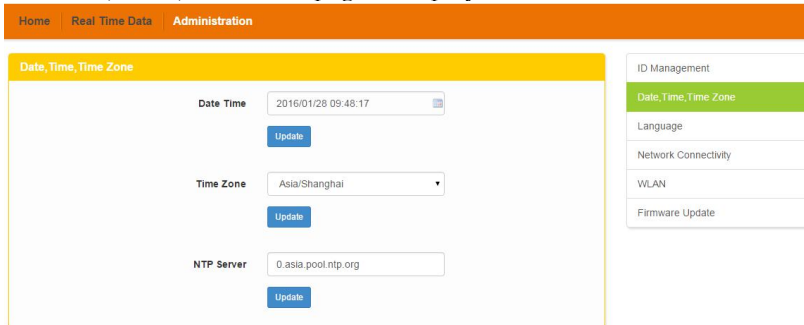 Home Real Time Data Administration
Date,Time,Time Zone
Date Time 2016/01/28 09:48:17
Update
Time Zone Asia/Shanghai
Update
NTP Server 0.asia.pool.ntp.org
Update
ID Management
Date,Time,Time Zone
Language
Network Connectivity
WLAN
Firmware Update